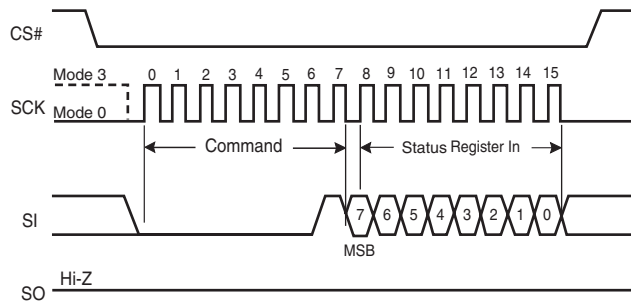 CS#
Mode 3
0 1 2 3 4 5 6 7 8 9 10 11 12 13 14 15
SCK
Mode 0
Command
Status Register In
SI
7 6 5 4 3 2 1 0
MSB
Hi-Z
SO